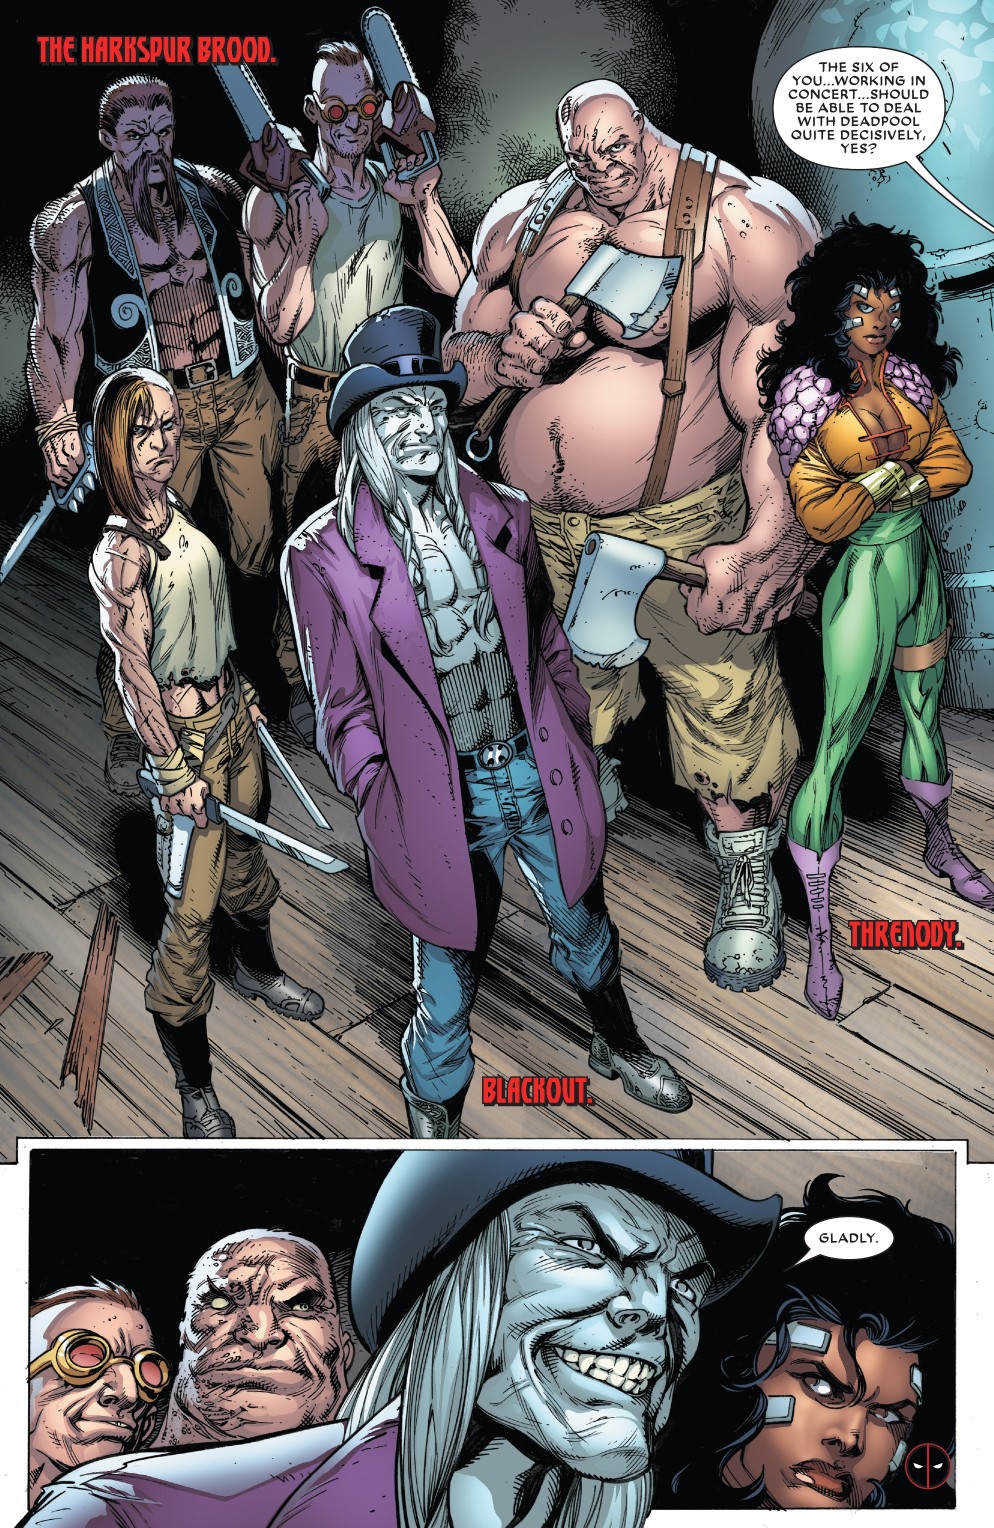 THE HARKSPUR BROOD.
THE SIX OF
YOU...WORKING IN
CONCERT...SHOULD
BE ABLE TO DEAL
WITH DEADPOOL
QUITE DECISIVELY,
YES?
THRENODY.
BLACKOUT.
GLADLY.